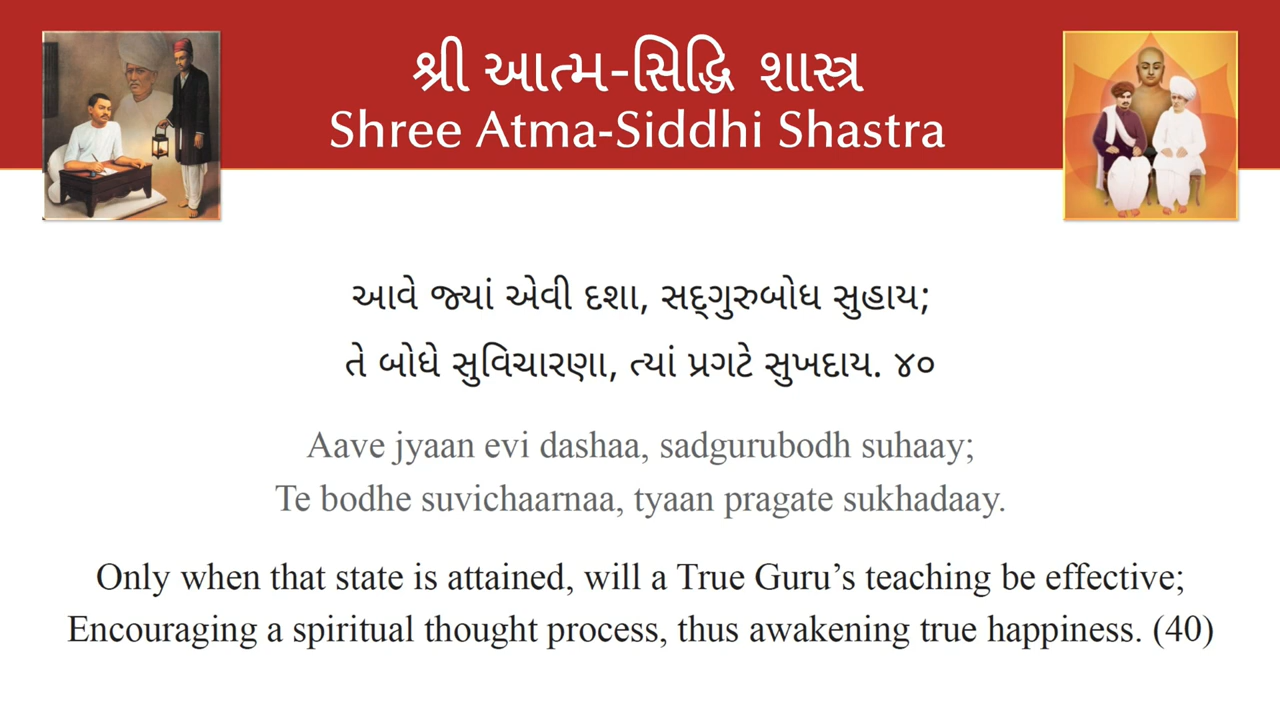 શ્રી આત્મ-સિદ્ધિ શાસ્ત્ર
Shree Atma-Siddhi Shastra
આવે જ્યાં એવી દશા, સદ્‌ગુરુબોધ સુહાય;
તે બોધે સુવિચારણા, ત્યાં પ્રગટે સુખદાય. ૪૦
Aave jyaan evi dashaa, sadgurubodh suhaay;
Te bodhe suvichaarnaa, tyaan pragate sukhadaay.
Only when that state is attained, will a True Guru’s teaching be effective;
Encouraging a spiritual thought process, thus awakening true happiness. (40)